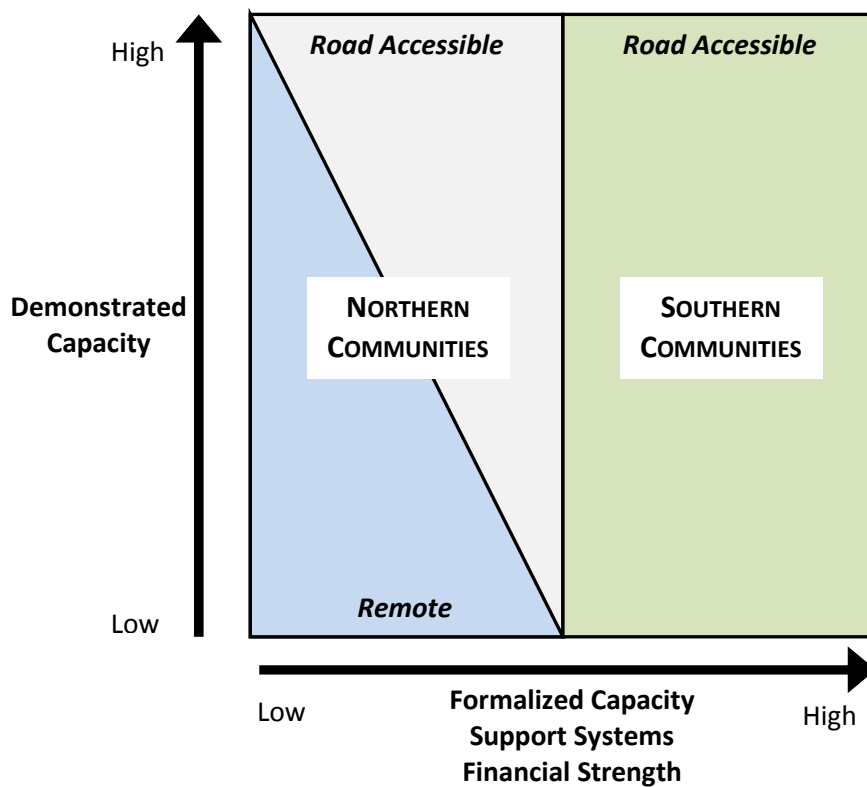 High
Road Accessible
Road Accessible
Demonstrated
Capacity
NORTHERN
COMMUNITIES
SOUTHERN
COMMUNITIES
Remote
Low
Low
Formalized Capacity
Support Systems
Financial Strength
High